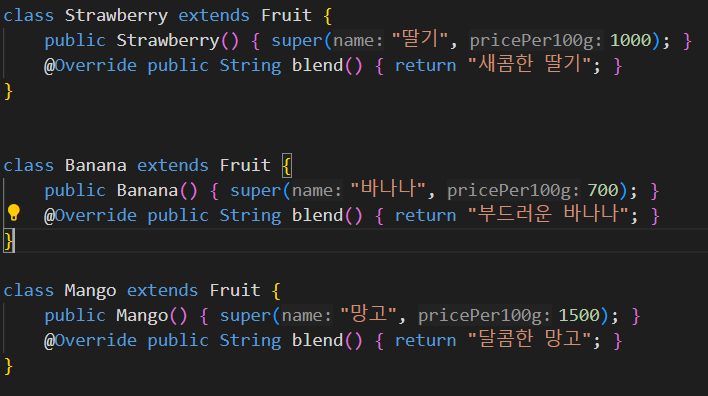 class Strawberry extends Fruit {
    public Strawberry() { super(name: "딸기", pricePer100g: 1000); }
    @Override public String blend() { return "새콤한 딸기"; }
}
class Banana extends Fruit {
    public Banana() { super(name: "바나나", pricePer100g: 700); }
    @Override public String blend() { return "부드러운 바나나"; }
}
class Mango extends Fruit {
    public Mango() { super(name: "망고", pricePer100g: 1500); }
    @Override public String blend() { return "달콤한 망고"; }
}